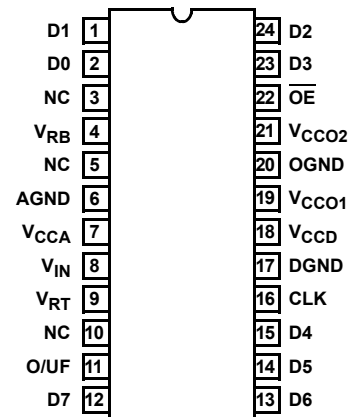 D1 1 24 D2
D0 2 23 D3
NC 3 22 OE
VRB 4 21 VCCO2
NC 5 20 OGND
AGND 6 19 VCCO1
VCCA 7 18 VCCD
VIN 8 17 DGND
VRT 9 16 CLK
NC 10 15 D4
O/UF 11 14 D5
D7 12 13 D6